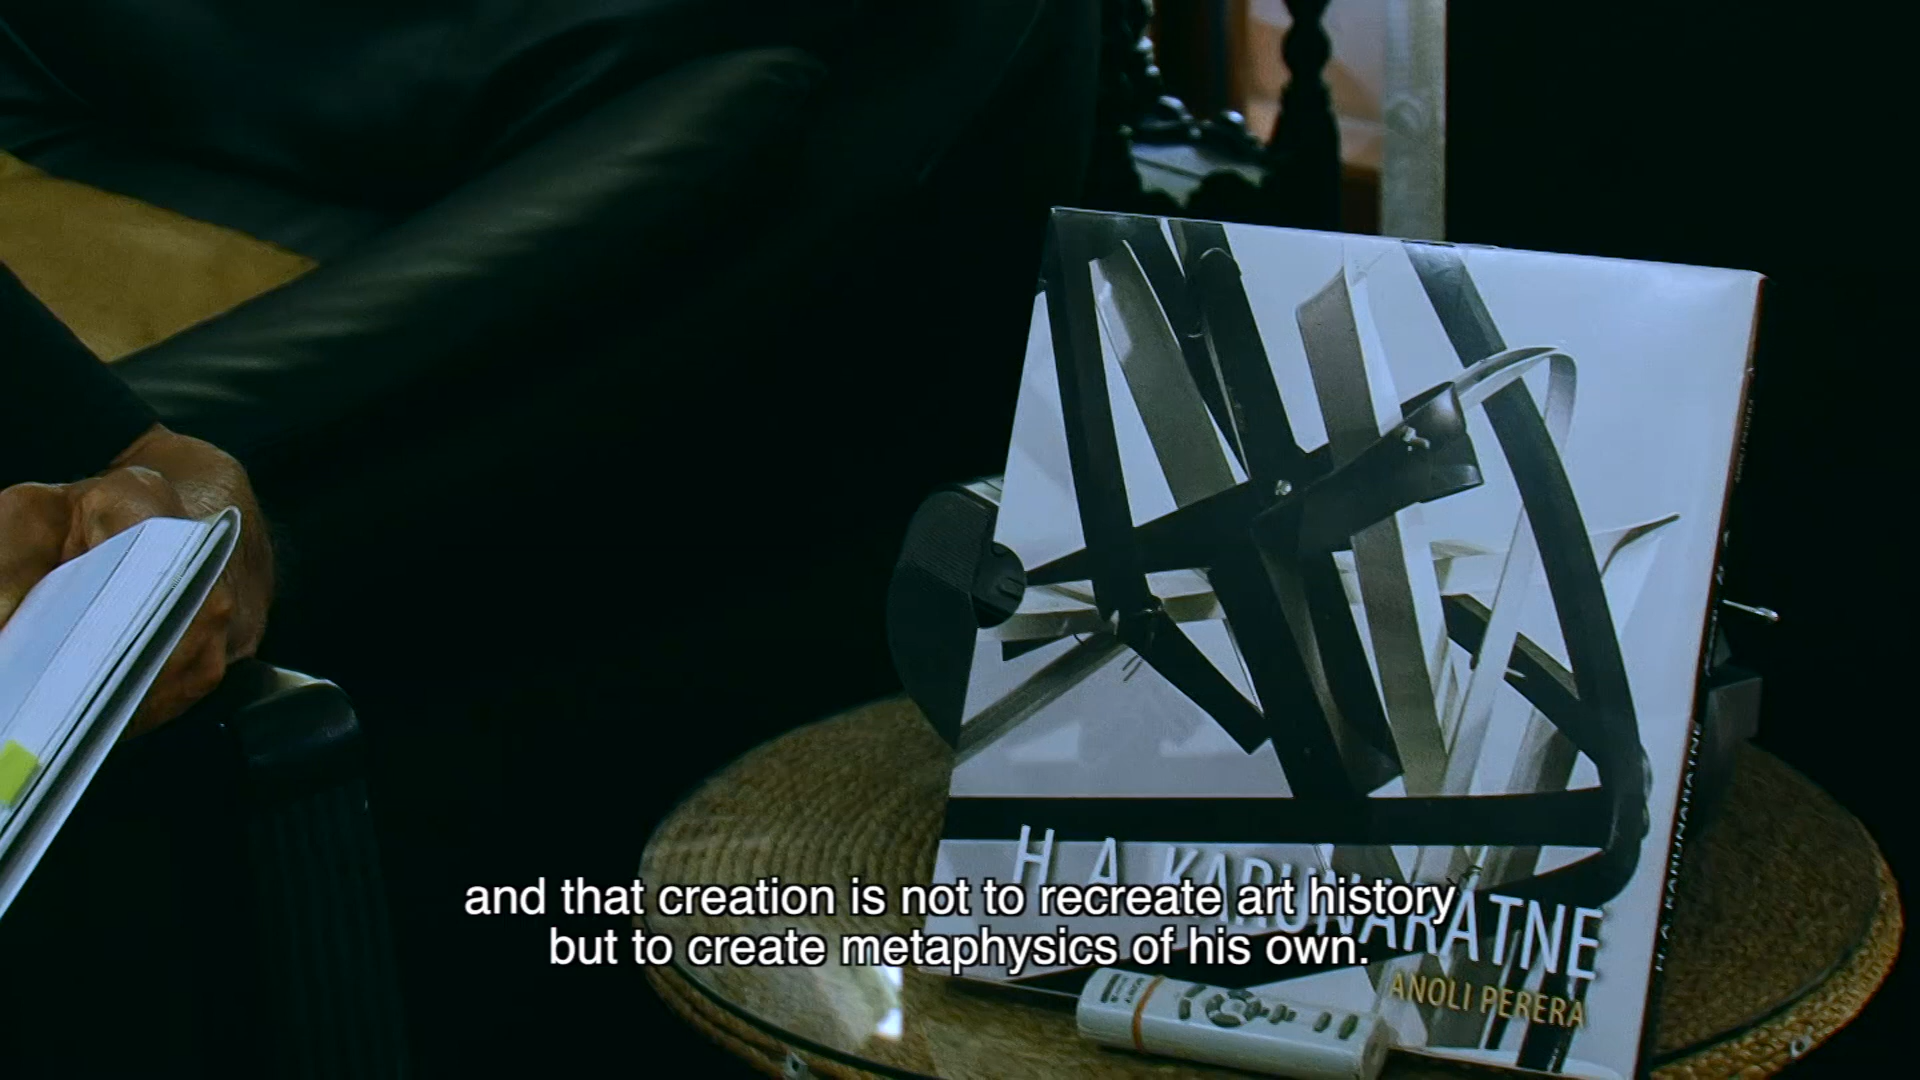 H A KARUNARATNE
ANOLI PERERA
H. A. KARUNARATNE
and that creation is not to recreate art history
but to create metaphysics of his own.